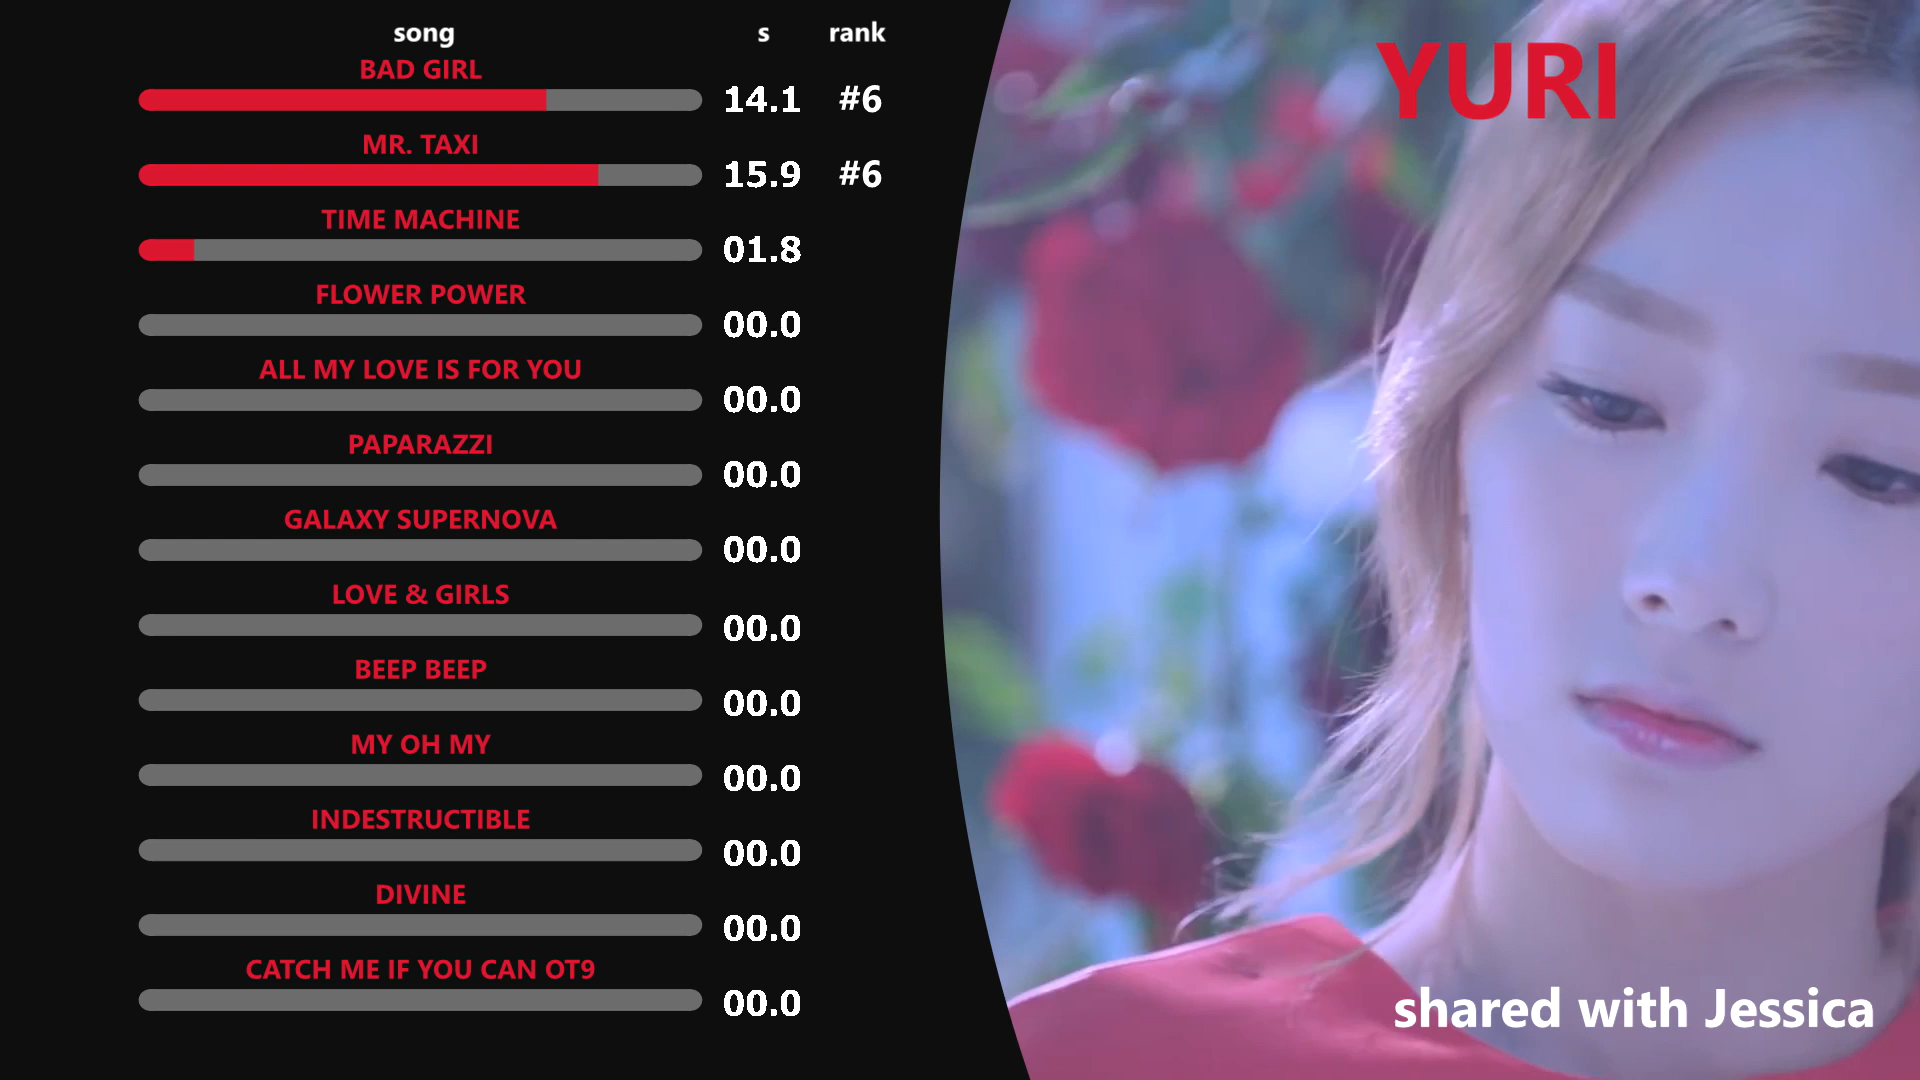 song s rank
BAD GIRL
14.1 #6
MR. TAXI
15.9 #6
TIME MACHINE
01.8
FLOWER POWER
00.0
ALL MY LOVE IS FOR YOU
00.0
PAPARAZZI
00.0
GALAXY SUPERNOVA
00.0
LOVE & GIRLS
00.0
BEEP BEEP
00.0
MY OH MY
00.0
INDESTRUCTIBLE
00.0
DIVINE
00.0
CATCH ME IF YOU CAN OT9
00.0
YURI
shared with Jessica